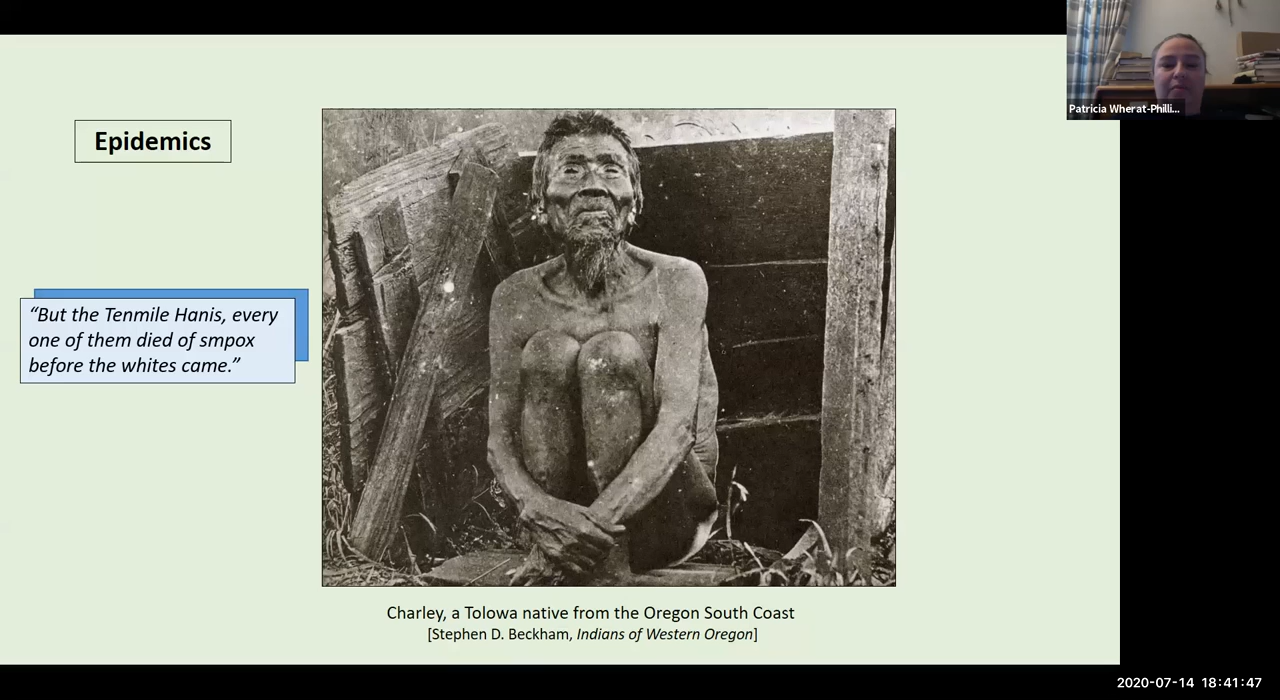 Epidemics
“But the Tenmile Hanis, every
one of them died of smpox
before the whites came.”
Charley, a Tolowa native from the Oregon South Coast
[Stephen D. Beckham, Indians of Western Oregon]
Patricia Wherat-Philli...
2020-07-14 18:41:47